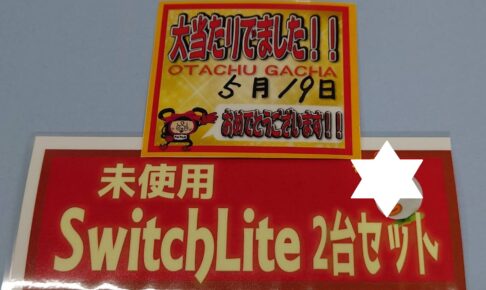 大当たりでました!!
OTACHU GACHA
5月19日
おめでとうございます!!
未使用
SwitchLite 2台セット